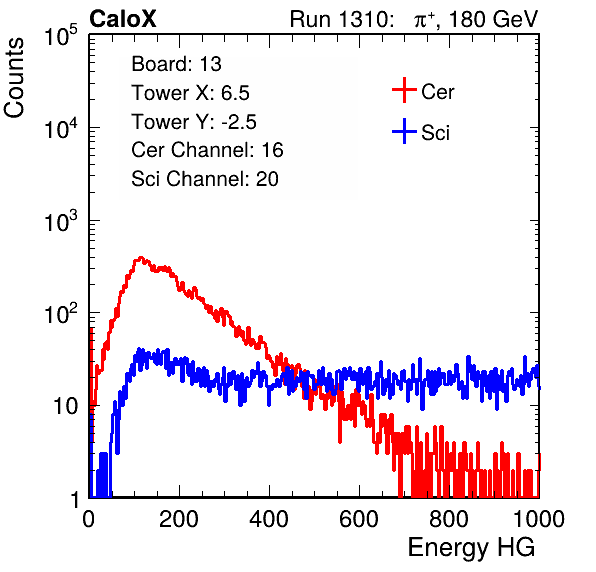 CaloX Run 1310: π⁺, 180 GeV
Counts
10⁵
10⁴
10³
10²
10
1
Board: 13
Tower X: 6.5
Tower Y: -2.5
Cer Channel: 16
Sci Channel: 20
Cer
Sci
0 200 400 600 800 1000
Energy HG